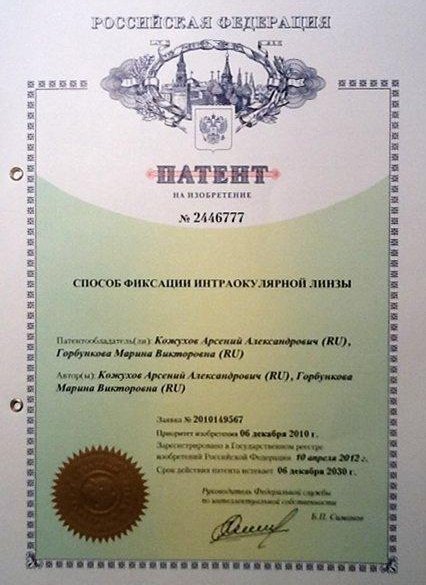 РОССИЙСКАЯ ФЕДЕРАЦИЯ
ПАТЕНТ
НА ИЗОБРЕТЕНИЕ
№ 2446777
СПОСОБ ФИКСАЦИИ ИНТРАОКУЛЯРНОЙ ЛИНЗЫ
Патентообладатель(ли): Кожухов Арсений Александрович (RU),
Горбункова Марина Викторовна (RU)
Автор(ы): Кожухов Арсений Александрович (RU), Горбункова
Марина Викторовна (RU)
Заявка № 2010149567
Приоритет изобретения 06 декабря 2010 г.
Зарегистрировано в Государственном реестре
изобретений Российской Федерации 10 апреля 2012 г.
Срок действия патента истекает 06 декабря 2030 г.
Руководитель Федеральной службы
по интеллектуальной собственности
Б.П. Симонов